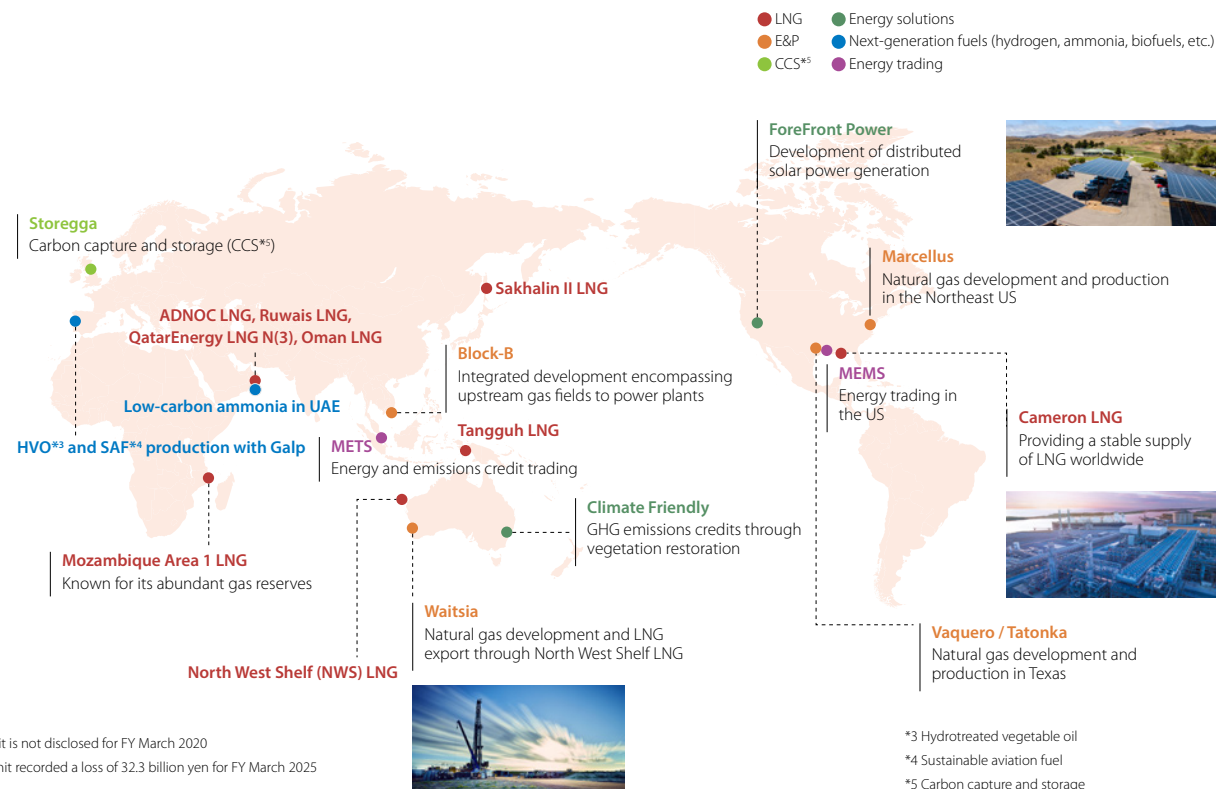 LNG
E&P
CCS*5
Energy solutions
Next-generation fuels (hydrogen, ammonia, biofuels, etc.)
Energy trading
ForeFront Power
Development of distributed
solar power generation
Storegga
Carbon capture and storage (CCS*5)
Marcellus
Natural gas development and production
in the Northeast US
Sakhalin II LNG
ADNOC LNG, Ruwais LNG,
QatarEnergy LNG N(3), Oman LNG
Block-B
Integrated development encompassing
upstream gas fields to power plants
MEMS
Energy trading in
the US
Low-carbon ammonia in UAE
Cameron LNG
Providing a stable supply
of LNG worldwide
HVO*3 and SAF*4 production with Galp
METS
Energy and emissions credit trading
Tangguh LNG
Climate Friendly
GHG emissions credits through
vegetation restoration
Mozambique Area 1 LNG
Known for its abundant gas reserves
Waitsia
Natural gas development and LNG
export through North West Shelf LNG
North West Shelf (NWS) LNG
Vaquero / Tatonka
Natural gas development and
production in Texas
is not disclosed for FY March 2020
recorded a loss of 32.3 billion yen for FY March 2025
*3 Hydrotreated vegetable oil
*4 Sustainable aviation fuel
*5 Carbon capture and storage